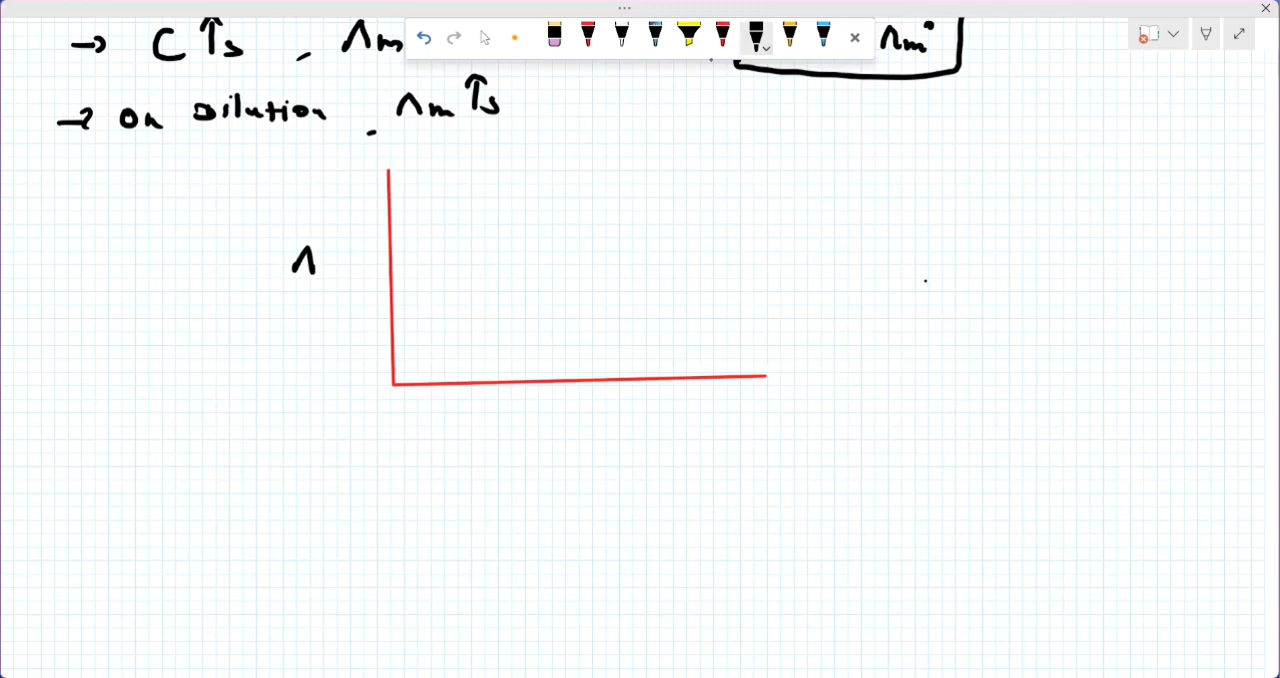 → C ↑s , Λm Λm°
→ on Dilution , Λm ↑s
Λ